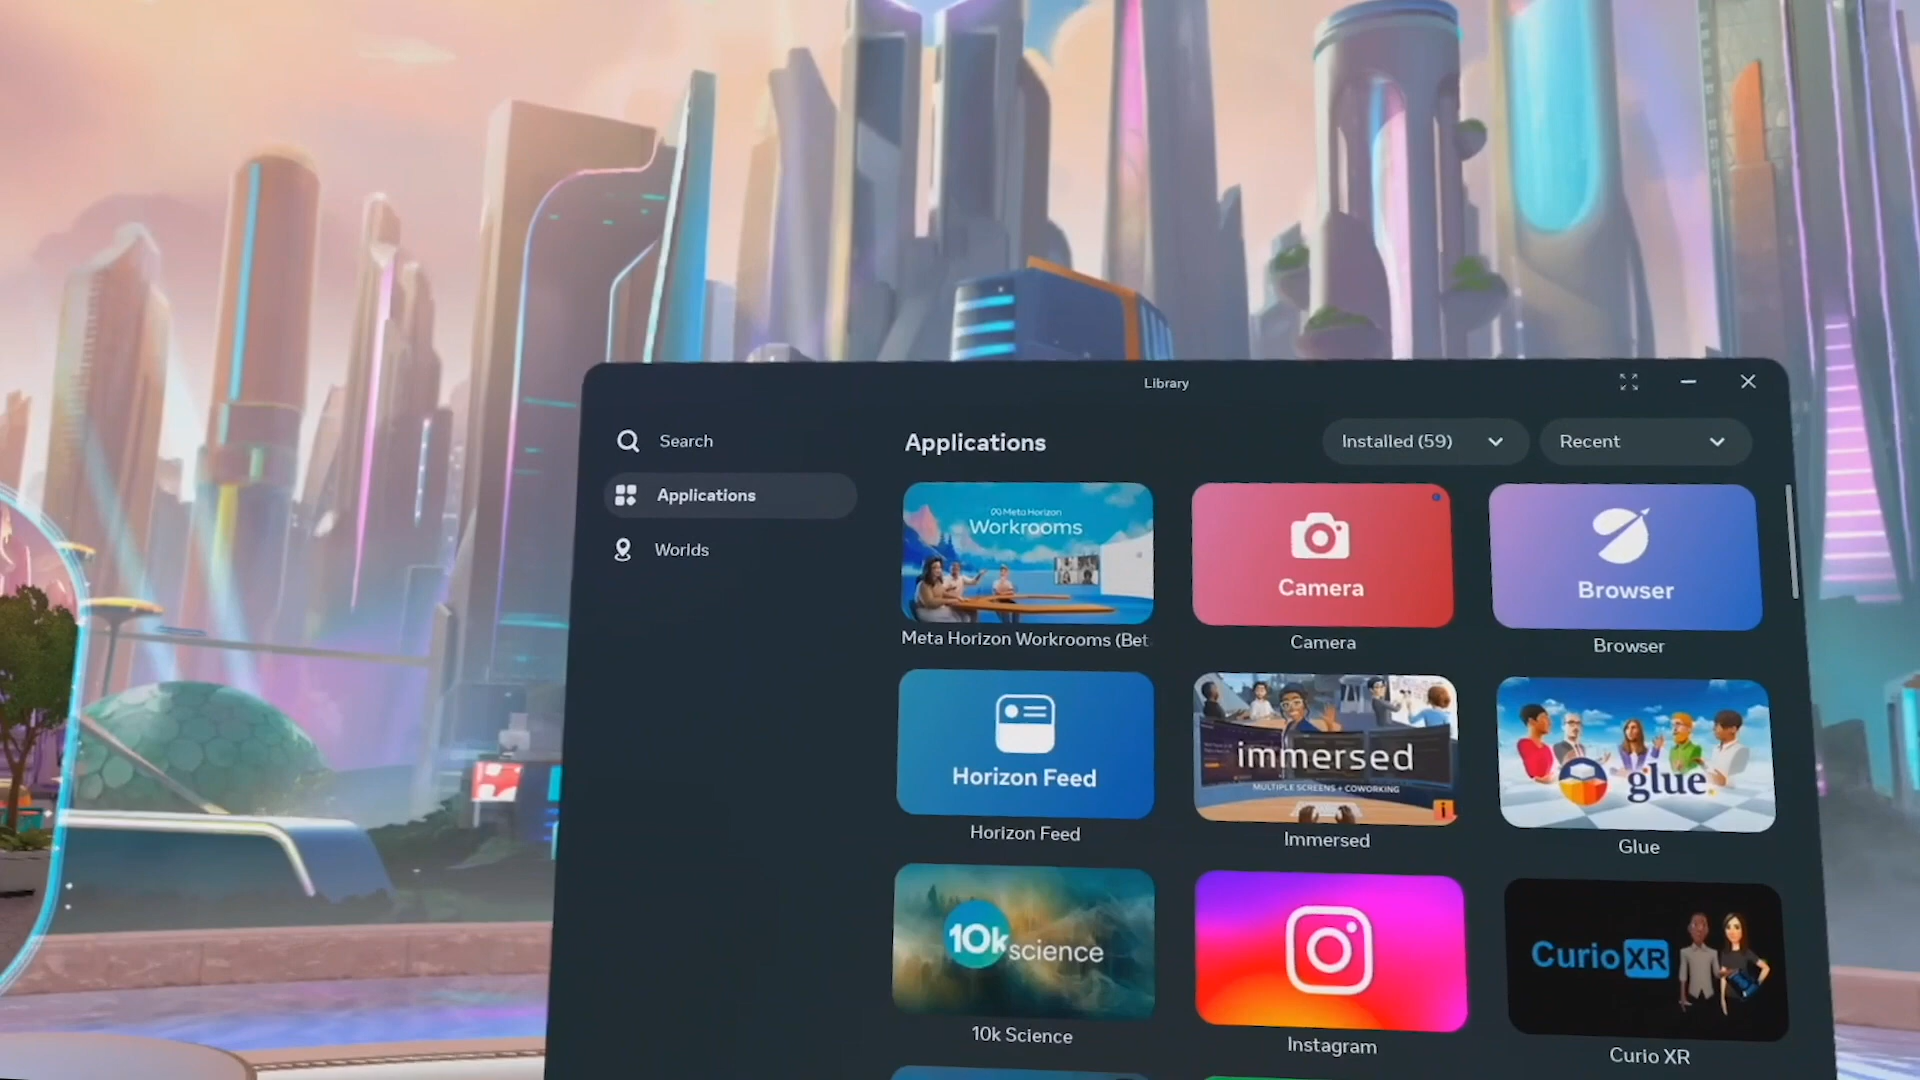 Library
Search
Applications
Worlds
Applications
Installed (59)
Recent
Meta Horizon
Workrooms
Meta Horizon Workrooms (Bet
Camera
Camera
Browser
Browser
Horizon Feed
Horizon Feed
immersed
MULTIPLE SCREENS + COWORKING
Immersed
glue.
Glue
10k science
10k Science
Instagram
Curio XR
Curio XR